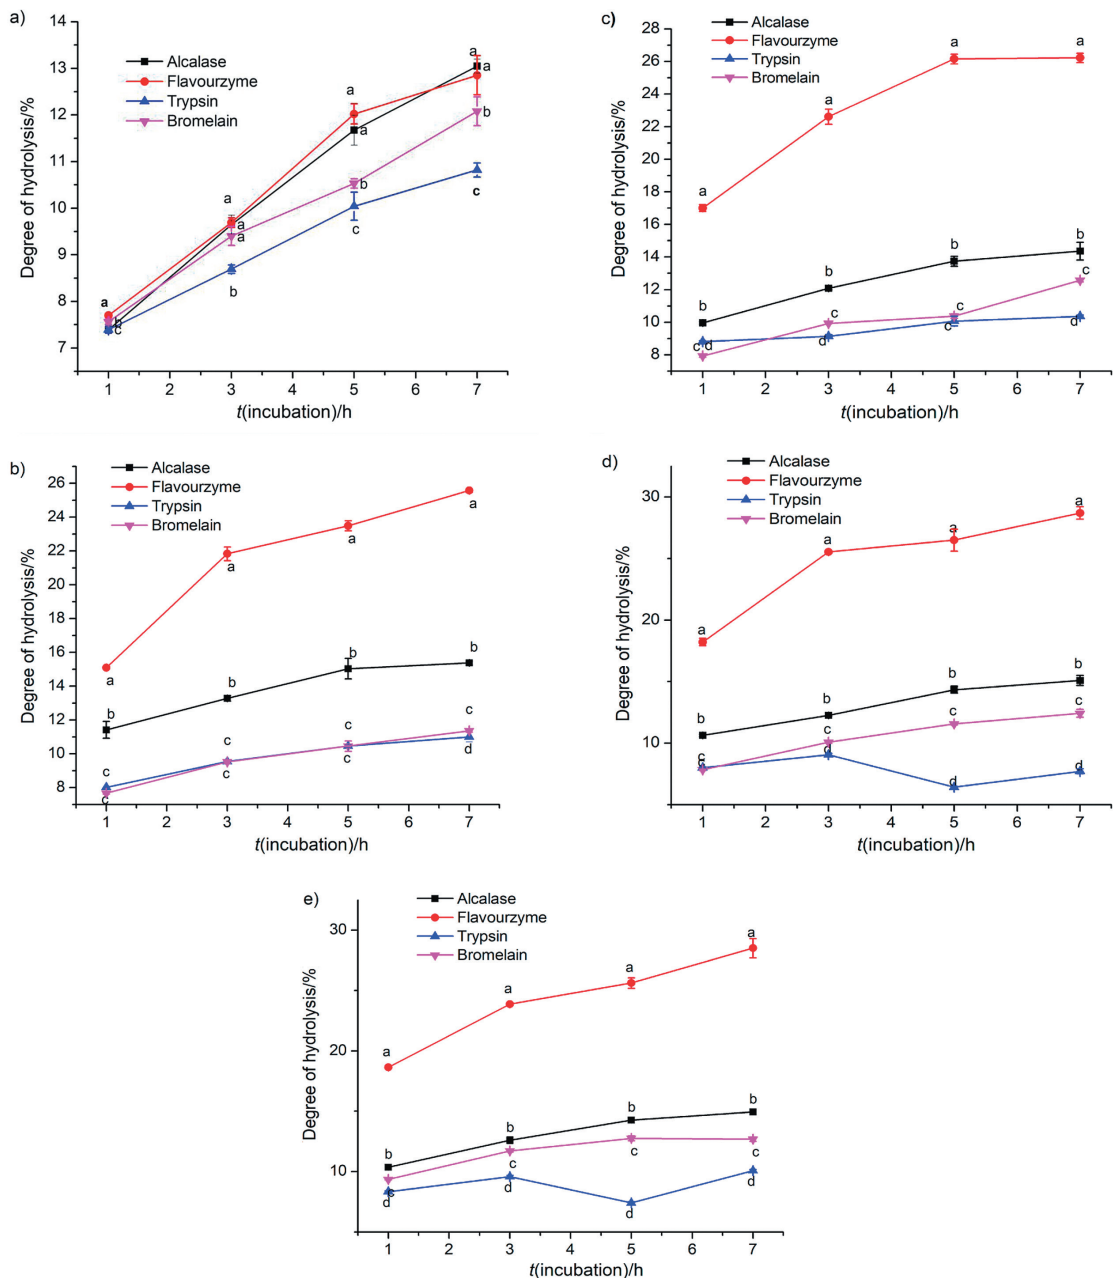 a)
Alcalase
Flavourzyme
Trypsin
Bromelain
Degree of hydrolysis/%
14
13
12
11
10
9
8
7
a
a
a
a
b
a
a
a
b
a
b
c
c
b
a
b
c
1 2 3 4 5 6 7
t(incubation)/h
c)
Alcalase
Flavourzyme
Trypsin
Bromelain
Degree of hydrolysis/%
28
26
24
22
20
18
16
14
12
10
8
a
a
a
a
b
b
b
b
c
c
c
c d
d
c
d
1 2 3 4 5 6 7
t(incubation)/h
b)
Alcalase
Flavourzyme
Trypsin
Bromelain
Degree of hydrolysis/%
26
24
22
20
18
16
14
12
10
8
a
a
a
a
b
b
b
b
c
c
c
c
c
c
c
d
1 2 3 4 5 6 7
t(incubation)/h
d)
Alcalase
Flavourzyme
Trypsin
Bromelain
Degree of hydrolysis/%
30
20
10
a
a
a
a
b
b
b
b
c
c
c
c
c
d
d
d
1 2 3 4 5 6 7
t(incubation)/h
e)
Alcalase
Flavourzyme
Trypsin
Bromelain
Degree of hydrolysis/%
30
20
10
a
a
a
a
b
b
b
b
c
c
c
c
d
d
d
d
1 2 3 4 5 6 7
t(incubation)/h